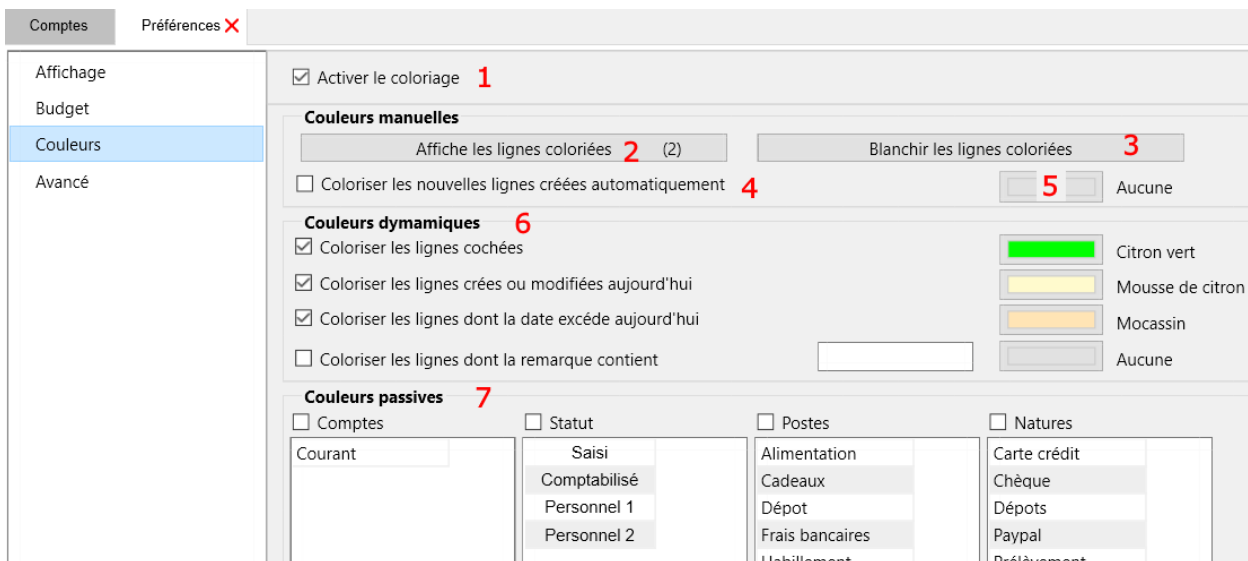 Comptes Préférences X
Affichage
Budget
Couleurs
Avancé
Activer le coloriage 1
Couleurs manuelles
Affiche les lignes coloriées 2 (2) Blanchir les lignes coloriées 3
Coloriser les nouvelles lignes créées automatiquement 4 5 Aucune
Couleurs dymamiques 6
Coloriser les lignes cochées Citron vert
Coloriser les lignes crées ou modifiées aujourd'hui Mousse de citron
Coloriser les lignes dont la date excéde aujourd'hui Mocassin
Coloriser les lignes dont la remarque contient Aucune
Couleurs passives 7
Comptes Statut Postes Natures
Courant Saisi Alimentation Carte crédit
Comptabilisé Cadeaux Chèque
Personnel 1 Dépot Dépôts
Personnel 2 Frais bancaires Paypal
Habillement Prélèvement